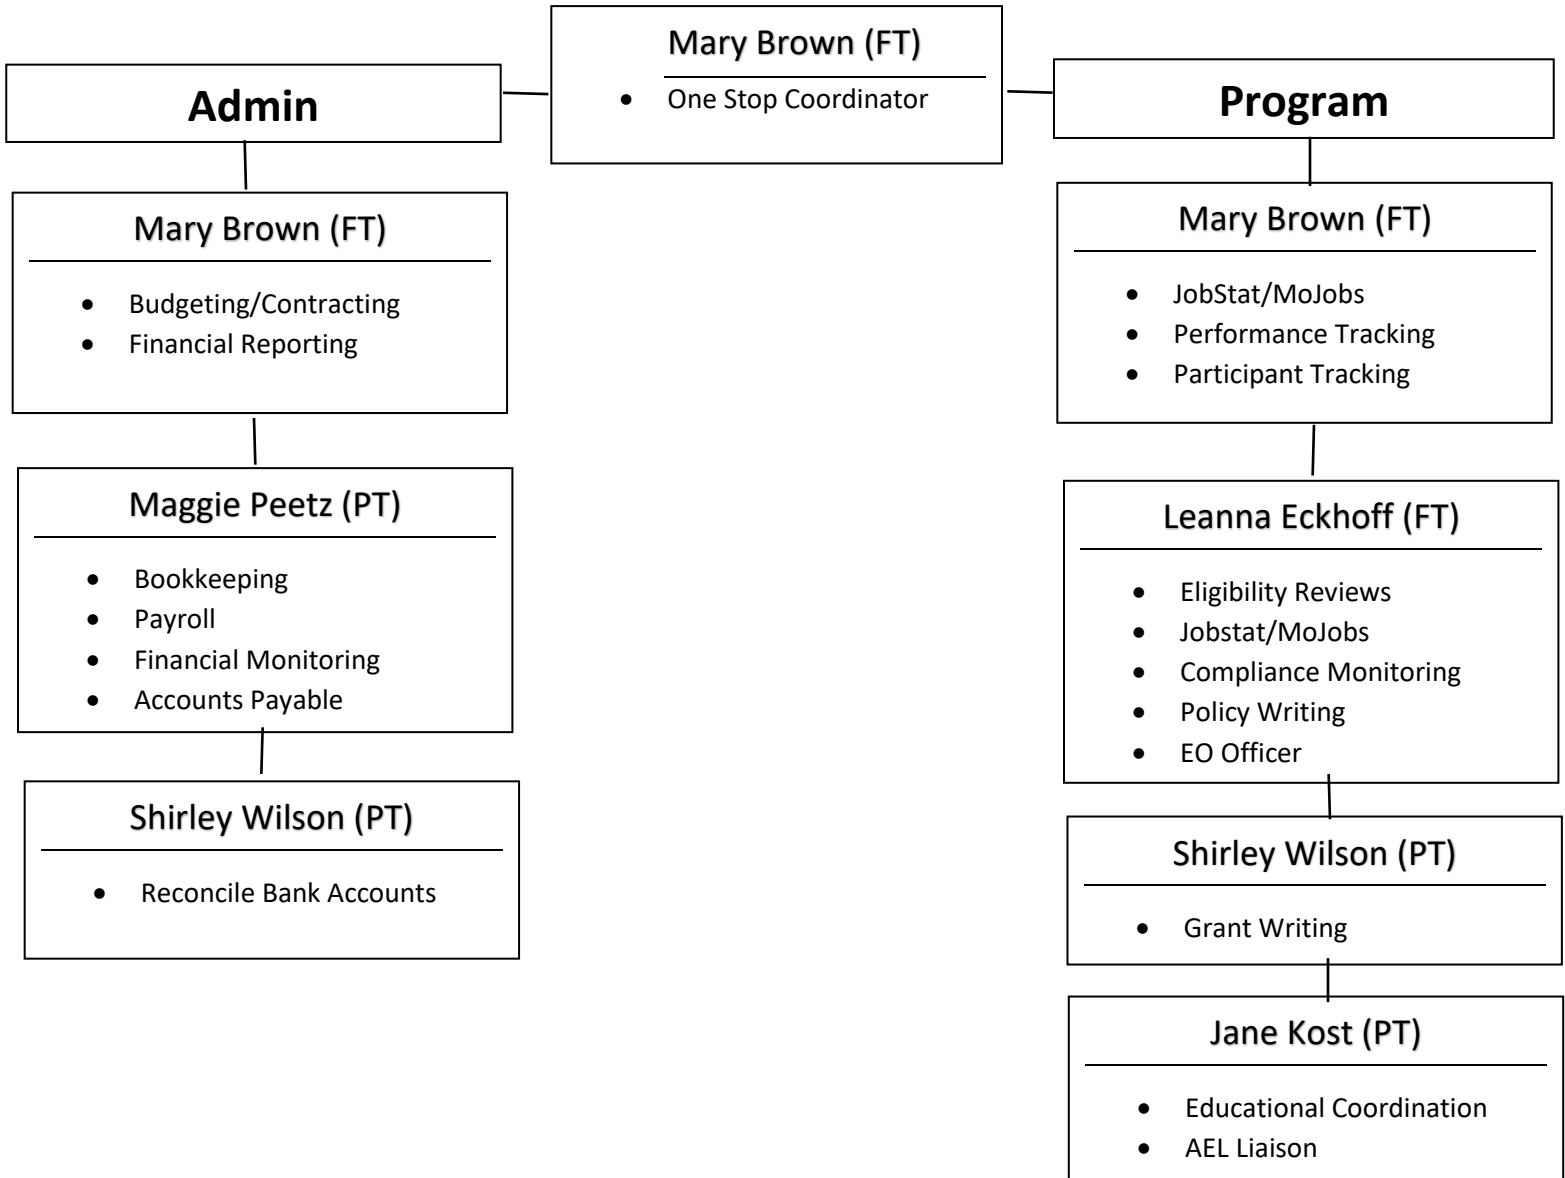 Mary Brown (FT)
• One Stop Coordinator
Admin
Mary Brown (FT)
• Budgeting/Contracting
• Financial Reporting
Maggie Peetz (PT)
• Bookkeeping
• Payroll
• Financial Monitoring
• Accounts Payable
Shirley Wilson (PT)
• Reconcile Bank Accounts
Program
Mary Brown (FT)
• JobStat/MoJobs
• Performance Tracking
• Participant Tracking
Leanna Eckhoff (FT)
• Eligibility Reviews
• Jobstat/MoJobs
• Compliance Monitoring
• Policy Writing
• EO Officer
Shirley Wilson (PT)
• Grant Writing
Jane Kost (PT)
• Educational Coordination
• AEL Liaison